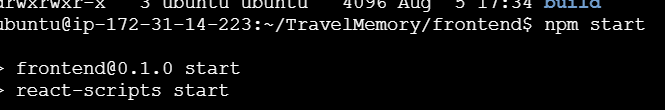 drwxrwxr-x   3 ubuntu ubuntu   4096 Aug  5 17:34 build
ubuntu@ip-172-31-14-223:~/TravelMemory/frontend$ npm start
> frontend@0.1.0 start
> react-scripts start